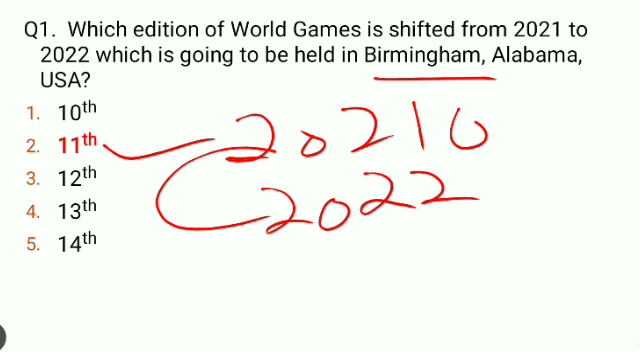 Q1. Which edition of World Games is shifted from 2021 to
2022 which is going to be held in Birmingham, Alabama,
USA?
1. 10th
2. 11th
3. 12th
4. 13th
5. 14th
2021
2022